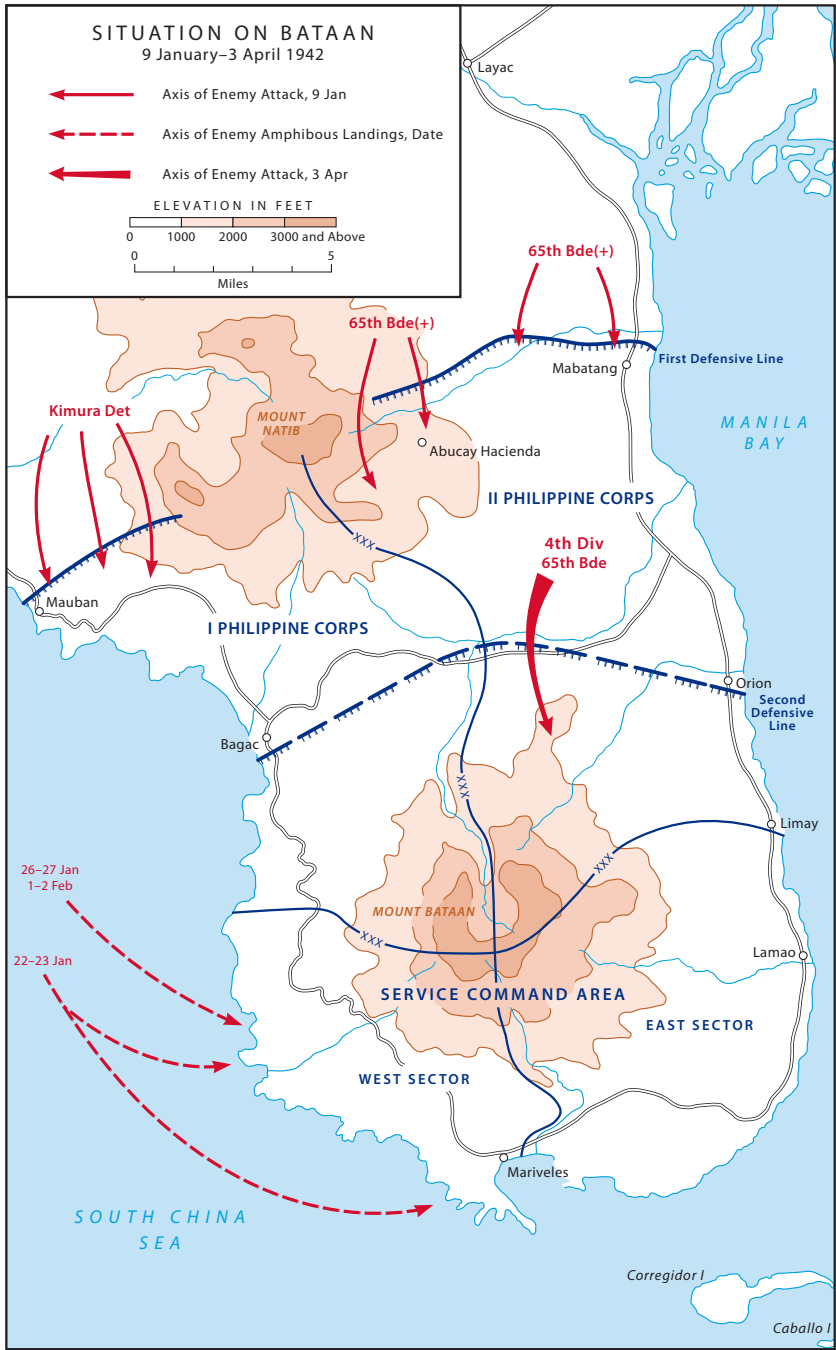 SITUATION ON BATAAN
9 January–3 April 1942
Axis of Enemy Attack, 9 Jan
Axis of Enemy Amphibous Landings, Date
Axis of Enemy Attack, 3 Apr
ELEVATION IN FEET
0 1000 2000 3000 and Above
0 5
Miles
Layac
65th Bde(+)
65th Bde(+)
First Defensive Line
Mabatang
Kimura Det
MOUNT
NATIB
MANILA
BAY
Abucay Hacienda
II PHILIPPINE CORPS
XXX
4th Div
65th Bde
Mauban
I PHILIPPINE CORPS
Orion
Second
Defensive
Line
Bagac
XXX
Limay
XXX
26–27 Jan
1–2 Feb
MOUNT BATAAN
XXX
22–23 Jan
Lamao
SERVICE COMMAND AREA
EAST SECTOR
WEST SECTOR
Mariveles
SOUTH CHINA
SEA
Corregidor I
Caballo I